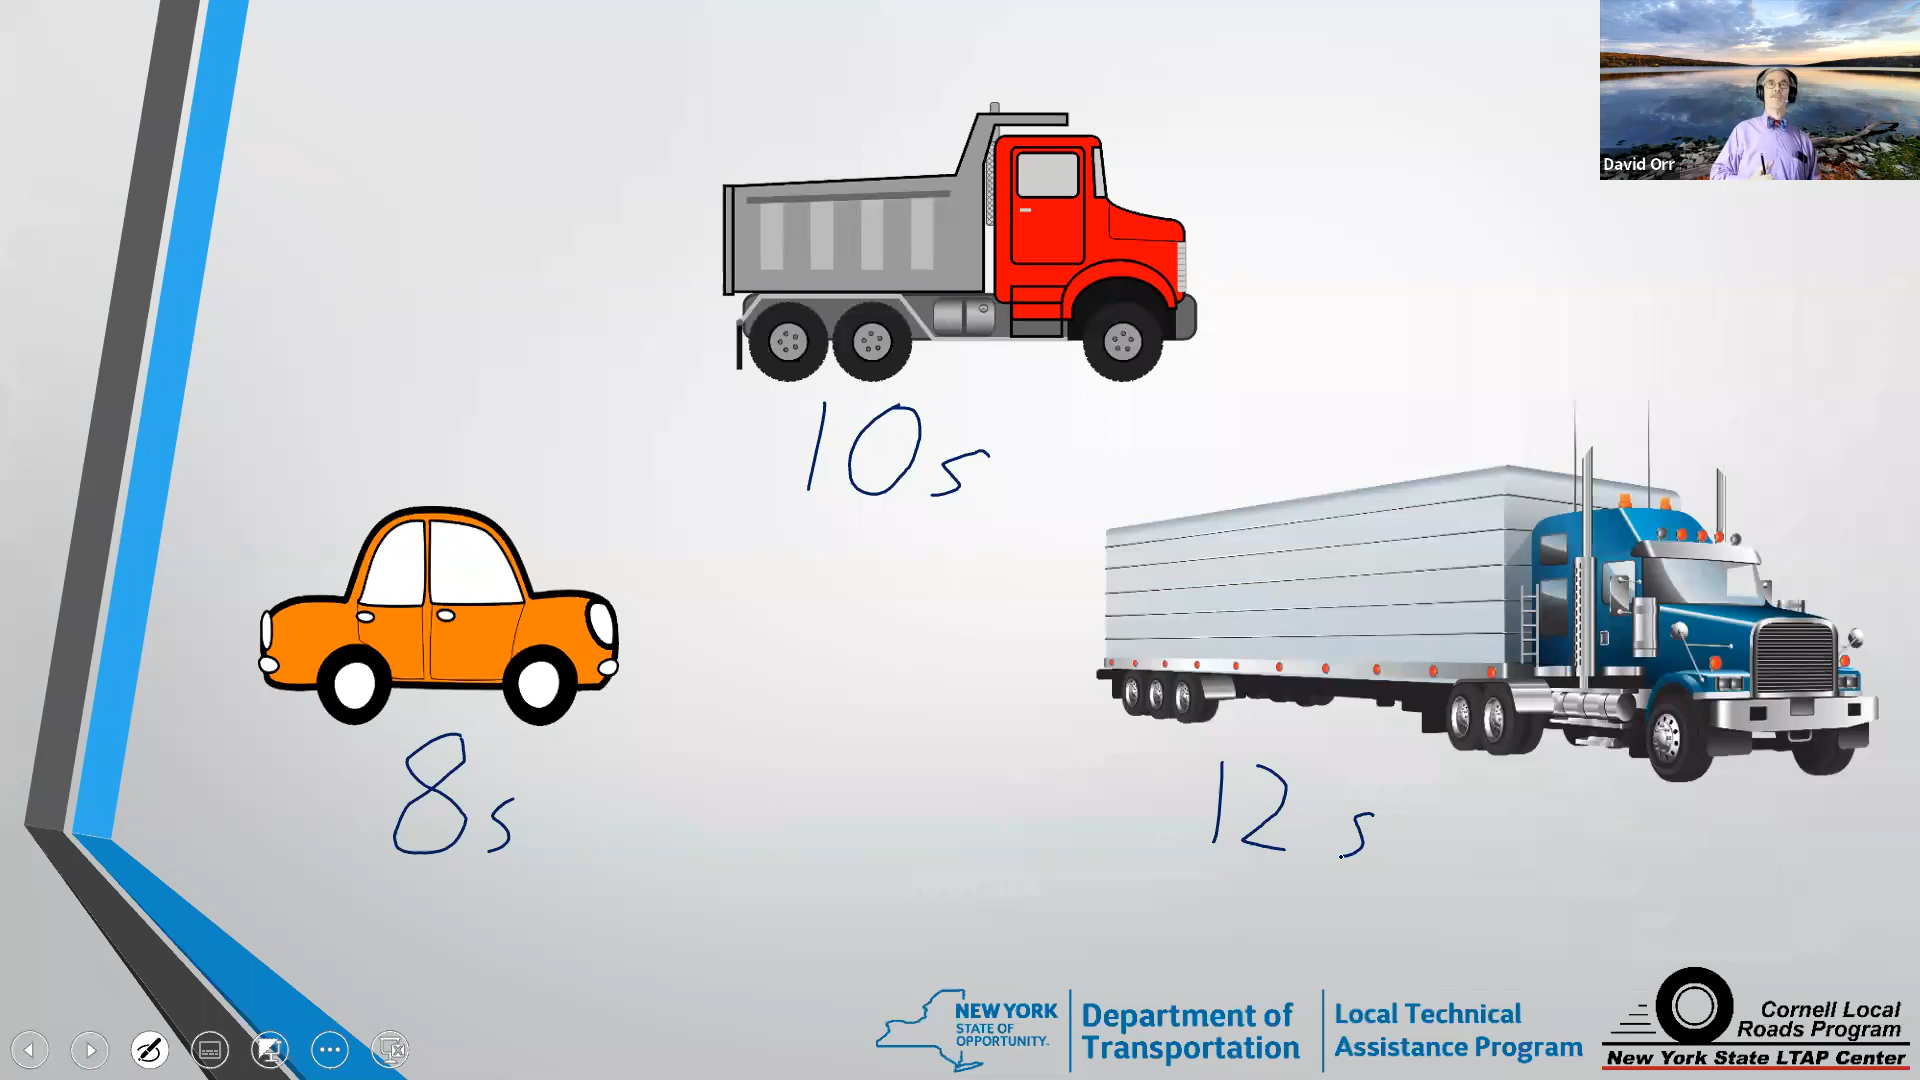 David Orr
10s
8s
12 s
NEW YORK
STATE OF
OPPORTUNITY.
Department of
Transportation
Local Technical
Assistance Program
Cornell Local
Roads Program
New York State LTAP Center